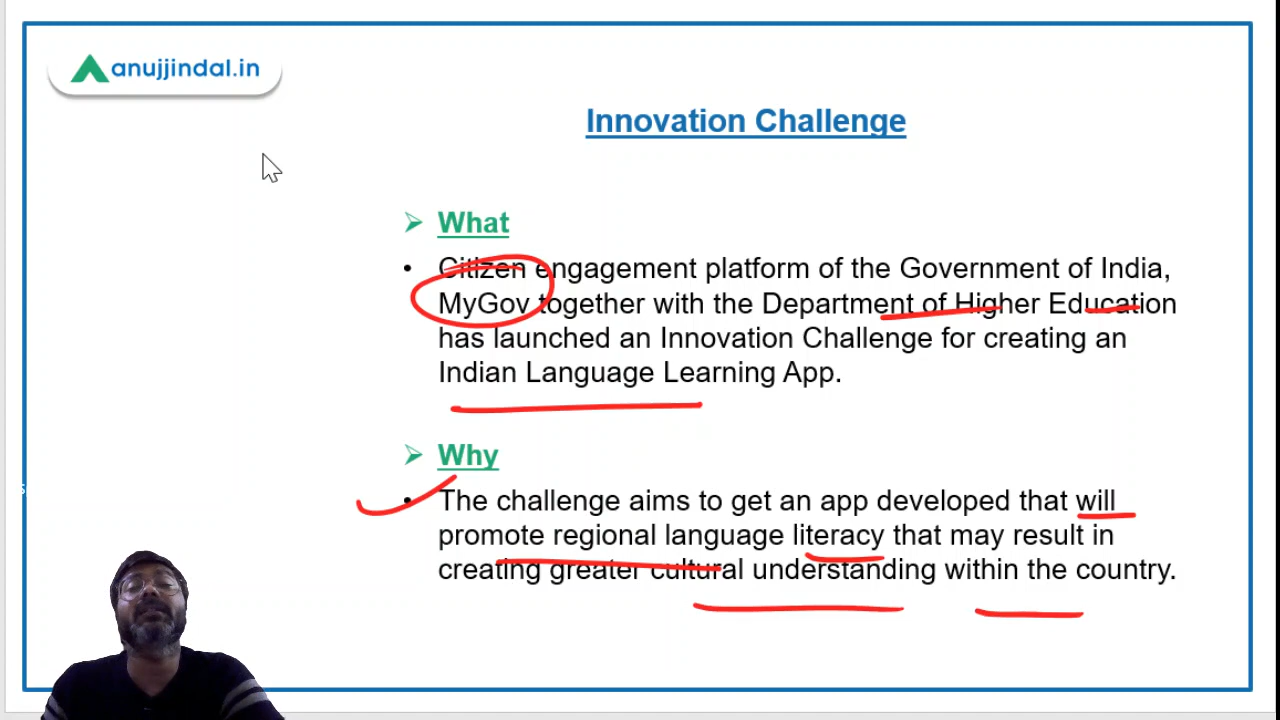 anujjindal.in
Innovation Challenge
What
Citizen engagement platform of the Government of India,
MyGov together with the Department of Higher Education
has launched an Innovation Challenge for creating an
Indian Language Learning App.
Why
The challenge aims to get an app developed that will
promote regional language literacy that may result in
creating greater cultural understanding within the country.